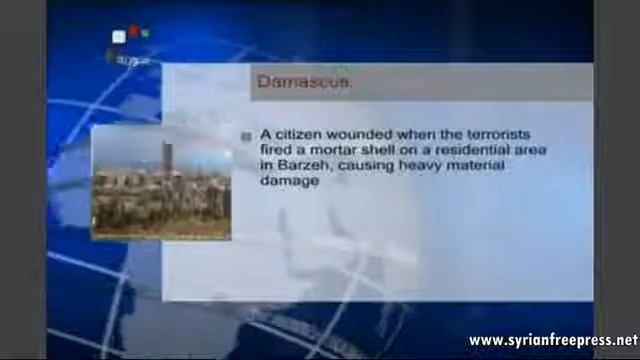 سورية
Damascus:
A citizen wounded when the terrorists
fired a mortar shell on a residential area
in Barzeh, causing heavy material
damage
www.syrianfreepress.net